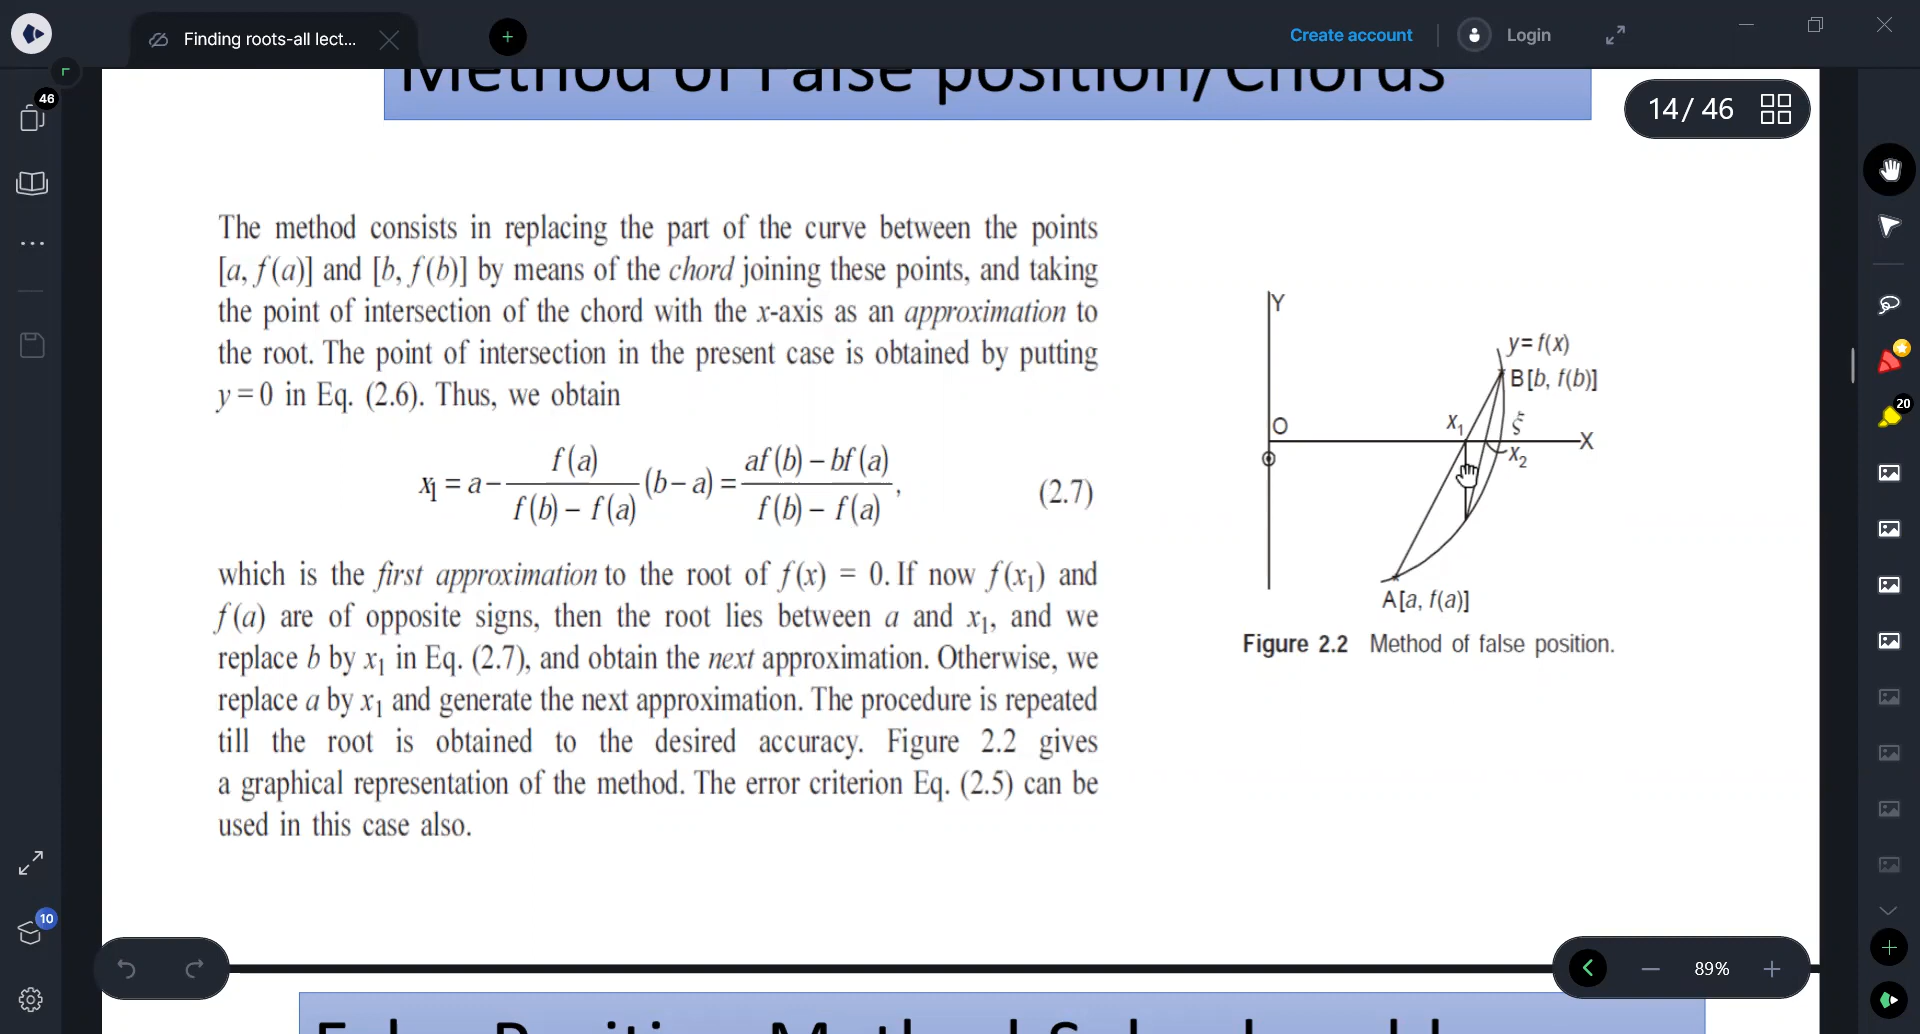 Finding roots-all lect...
Create account
Login
46
Method of False position/Chords
14 / 46
The method consists in replacing the part of the curve between the points
[a, f(a)] and [b, f(b)] by means of the chord joining these points, and taking
the point of intersection of the chord with the x-axis as an approximation to
the root. The point of intersection in the present case is obtained by putting
y = 0 in Eq. (2.6). Thus, we obtain
x₁ = a − f(a) / (f(b) − f(a)) (b − a) = (af(b) − bf(a)) / (f(b) − f(a)), (2.7)
which is the first approximation to the root of f(x) = 0. If now f(x₁) and
f(a) are of opposite signs, then the root lies between a and x₁, and we
replace b by x₁ in Eq. (2.7), and obtain the next approximation. Otherwise, we
replace a by x₁ and generate the next approximation. The procedure is repeated
till the root is obtained to the desired accuracy. Figure 2.2 gives
a graphical representation of the method. The error criterion Eq. (2.5) can be
used in this case also.
Y
y= f(x)
B[b, f(b)]
O
X₁
ξ
X
X₂
A[a, f(a)]
Figure 2.2 Method of false position.
20
10
89%